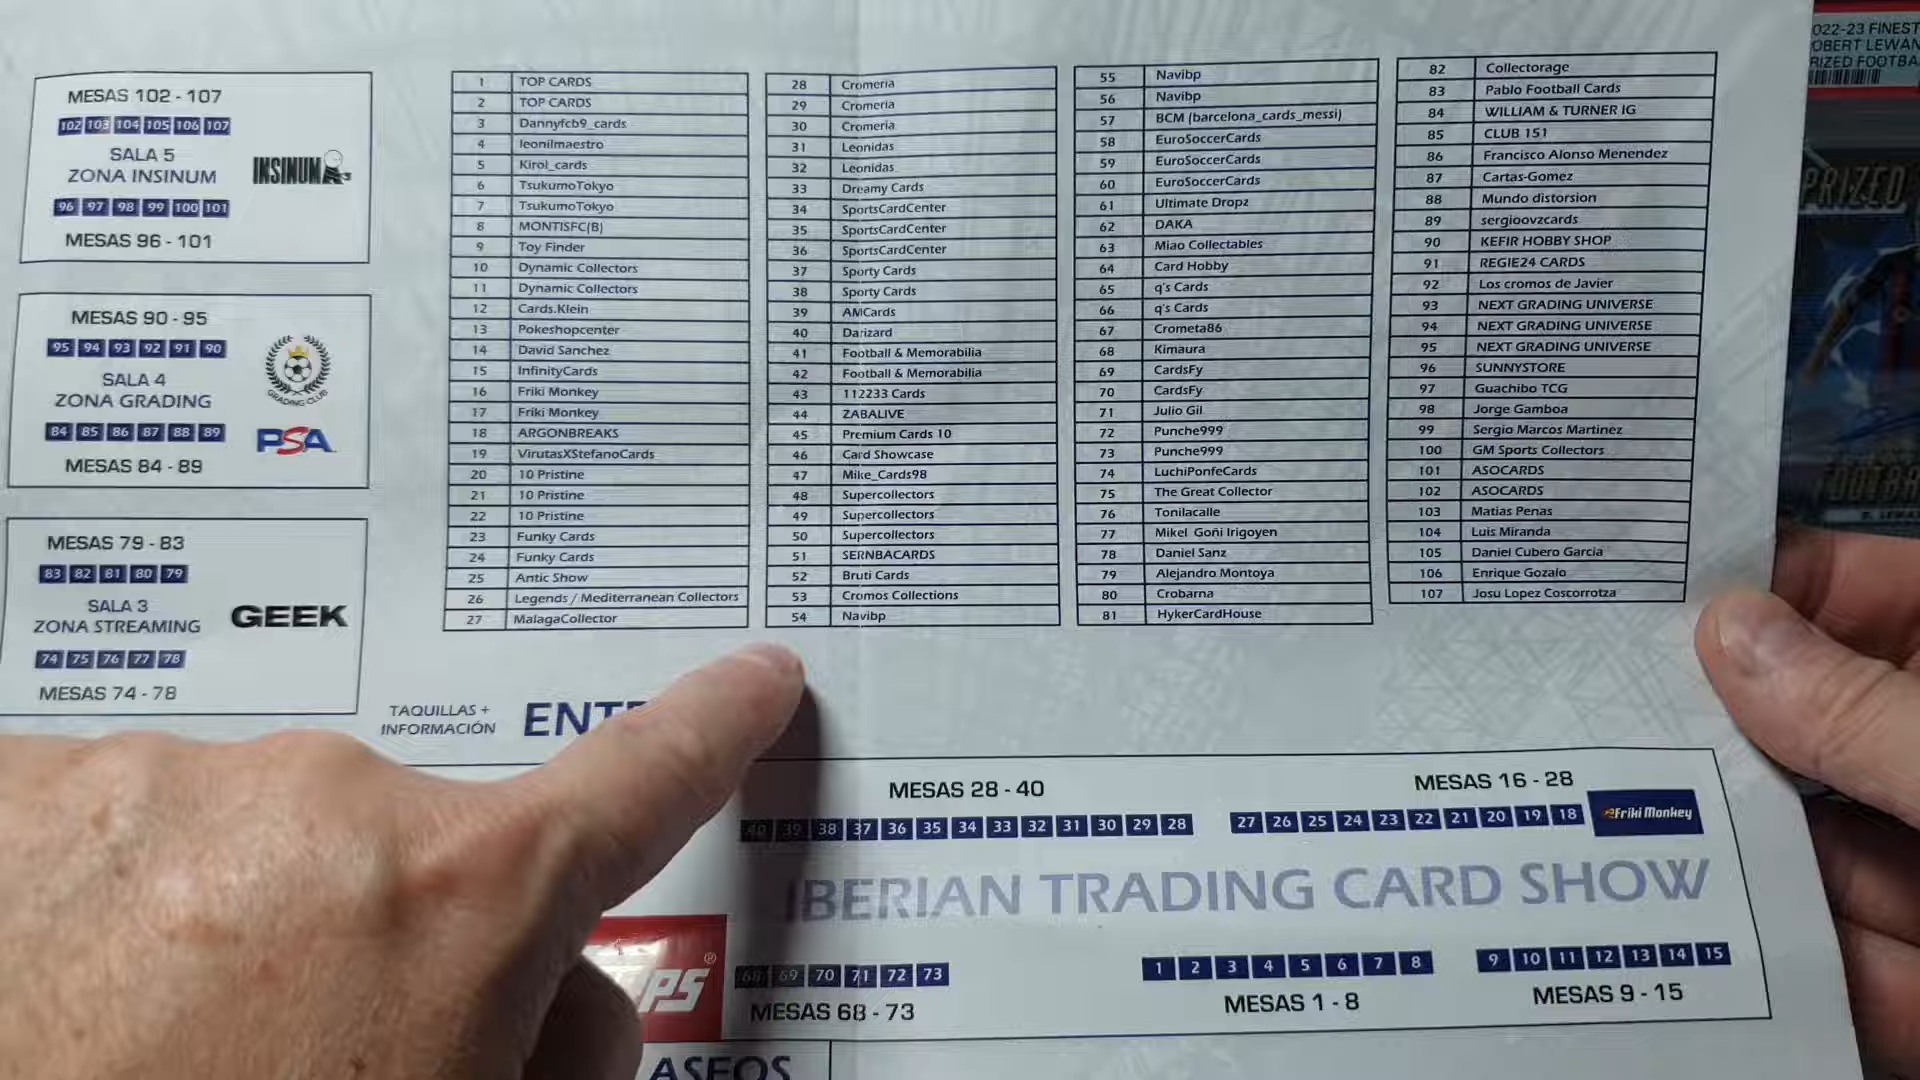 MESAS 102 - 107
102 103 104 105 106 107
SALA 5
ZONA INSINUM
INSINUM
96 97 98 99 100 101
MESAS 96 - 101
MESAS 90 - 95
95 94 93 92 91 90
SALA 4
ZONA GRADING
GRADING CLUB
PSA
84 85 86 87 88 89
MESAS 84 - 89
MESAS 79 - 83
83 82 81 80 79
SALA 3
ZONA STREAMING
GEEK
74 75 76 77 78
MESAS 74 - 78
1 TOP CARDS
2 TOP CARDS
3 Dannyfcb9_cards
4 leonilmaestro
5 Kirol_cards
6 TsukumoTokyo
7 TsukumoTokyo
8 MONTISFC(B)
9 Toy Finder
10 Dynamic Collectors
11 Dynamic Collectors
12 Cards.Klein
13 Pokeshopcenter
14 David Sanchez
15 InfinityCards
16 Friki Monkey
17 Friki Monkey
18 ARGONBREAKS
19 VirutasXStefanoCards
20 10 Pristine
21 10 Pristine
22 10 Pristine
23 Funky Cards
24 Funky Cards
25 Antic Show
26 Legends / Mediterranean Collectors
27 MalagaCollector
28 Cromeria
29 Cromeria
30 Cromeria
31 Leonidas
32 Leonidas
33 Dreamy Cards
34 SportsCardCenter
35 SportsCardCenter
36 SportsCardCenter
37 Sporty Cards
38 Sporty Cards
39 AMCards
40 Darizard
41 Football & Memorabilia
42 Football & Memorabilia
43 112233 Cards
44 ZABALIVE
45 Premium Cards 10
46 Card Showcase
47 Mike_Cards98
48 Supercollectors
49 Supercollectors
50 Supercollectors
51 SERNBACARDS
52 Bruti Cards
53 Cromos Collections
54 Navibp
55 Navibp
56 Navibp
57 BCM (barcelona_cards_messi)
58 EuroSoccerCards
59 EuroSoccerCards
60 EuroSoccerCards
61 Ultimate Dropz
62 DAKA
63 Miao Collectables
64 Card Hobby
65 q's Cards
66 q's Cards
67 Crometa86
68 Kimaura
69 CardsFy
70 CardsFy
71 Julio Gil
72 Punche999
73 Punche999
74 LuchiPonfeCards
75 The Great Collector
76 Tonilacalle
77 Mikel Goñi Irigoyen
78 Daniel Sanz
79 Alejandro Montoya
80 Crobarna
81 HykerCardHouse
82 Collectorage
83 Pablo Football Cards
84 WILLIAM & TURNER IG
85 CLUB 151
86 Francisco Alonso Menendez
87 Cartas-Gomez
88 Mundo distorsion
89 sergioovzcards
90 KEFIR HOBBY SHOP
91 REGIE24 CARDS
92 Los cromos de Javier
93 NEXT GRADING UNIVERSE
94 NEXT GRADING UNIVERSE
95 NEXT GRADING UNIVERSE
96 SUNNYSTORE
97 Guachibo TCG
98 Jorge Gamboa
99 Sergio Marcos Martinez
100 GM Sports Collectors
101 ASOCARDS
102 ASOCARDS
103 Matias Penas
104 Luis Miranda
105 Daniel Cubero Garcia
106 Enrique Gozalo
107 Josu Lopez Coscorrotza
TAQUILLAS +
INFORMACIÓN
MESAS 28 - 40
40 39 38 37 36 35 34 33 32 31 30 29 28
MESAS 16 - 28
27 26 25 24 23 22 21 20 19 18
Friki Monkey
IBERIAN TRADING CARD SHOW
68 69 70 71 72 73
MESAS 68 - 73
1 2 3 4 5 6 7 8
MESAS 1 - 8
9 10 11 12 13 14 15
MESAS 9 - 15
ASEOS
022-23 FINEST
OBERT LEWAN
RIZED FOOTBA
PRIZED